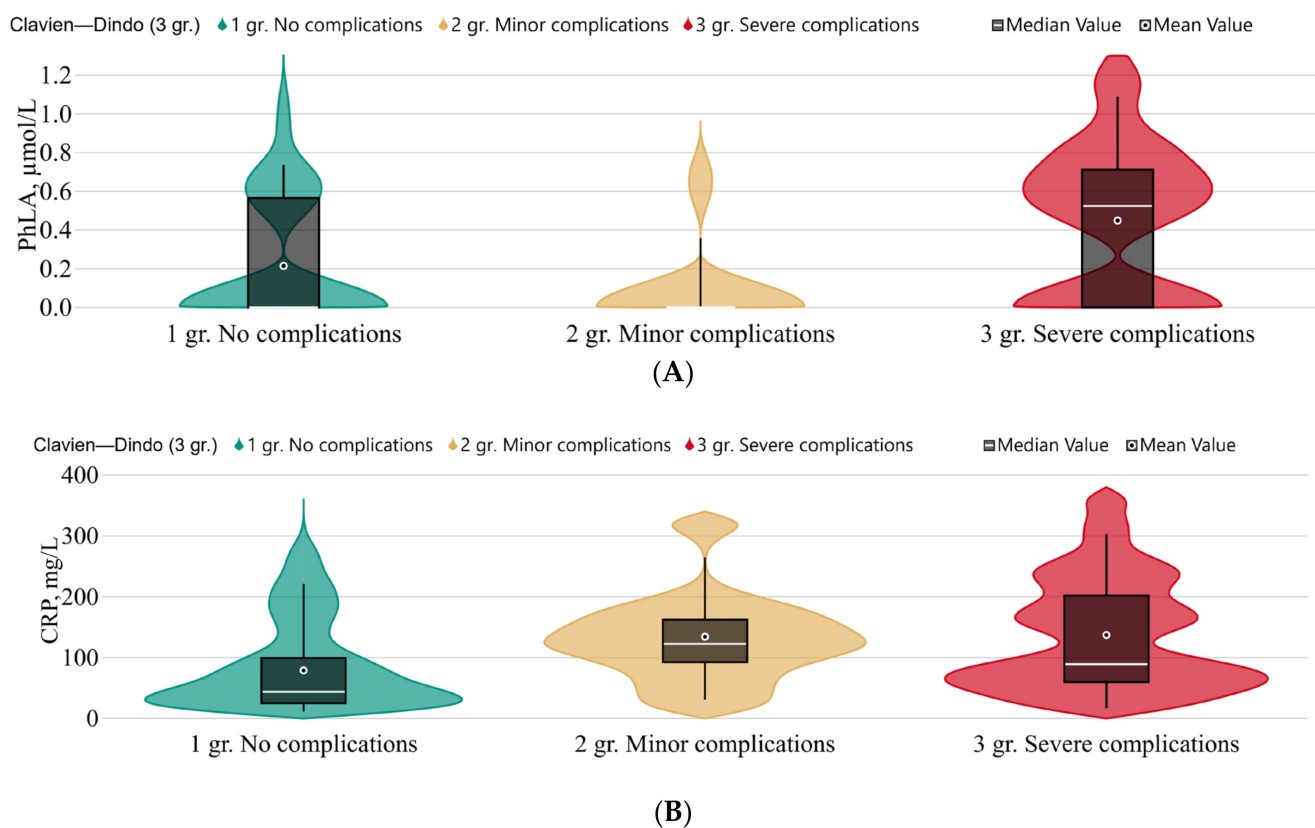 Clavien—Dindo (3 gr.) 1 gr. No complications 2 gr. Minor complications 3 gr. Severe complications Median Value Mean Value
PhLA, μmol/L
1.2
1.0
0.8
0.6
0.4
0.2
0.0
1 gr. No complications 2 gr. Minor complications 3 gr. Severe complications
(A)
Clavien—Dindo (3 gr.) 1 gr. No complications 2 gr. Minor complications 3 gr. Severe complications Median Value Mean Value
CRP, mg/L
400
300
200
100
0
1 gr. No complications 2 gr. Minor complications 3 gr. Severe complications
(B)